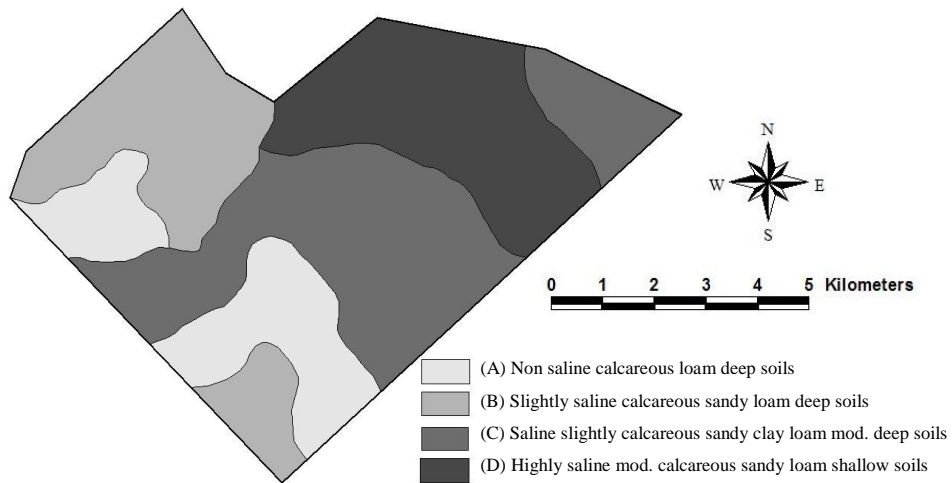 N
W E
S
0 1 2 3 4 5 Kilometers
(A) Non saline calcareous loam deep soils
(B) Slightly saline calcareous sandy loam deep soils
(C) Saline slightly calcareous sandy clay loam mod. deep soils
(D) Highly saline mod. calcareous sandy loam shallow soils